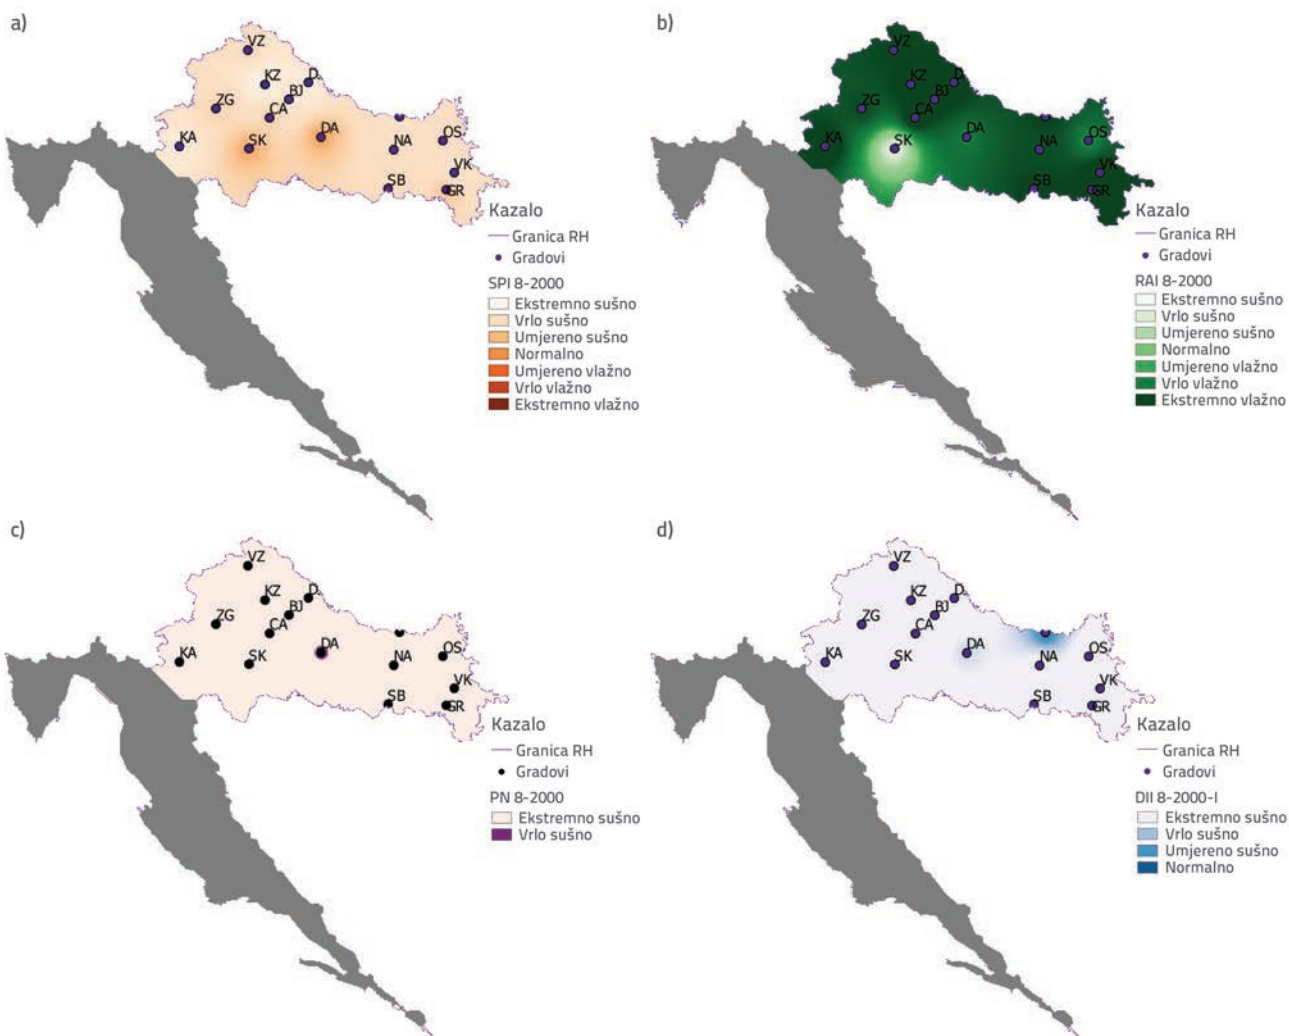 a)
VZ
KZ
D.
BJ
ZG
CA
KA
SK
DA
NA
OS
VK
SB
GR
Kazalo
Granica RH
Gradovi
SPI 8-2000
Ekstremno sušno
Vrlo sušno
Umjereno sušno
Normalno
Umjereno vlažno
Vrlo vlažno
Ekstremno vlažno
b)
VZ
KZ
D.
BJ
ZG
CA
KA
SK
DA
NA
OS
VK
SB
GR
Kazalo
Granica RH
Gradovi
RAI 8-2000
Ekstremno sušno
Vrlo sušno
Umjereno sušno
Normalno
Umjereno vlažno
Vrlo vlažno
Ekstremno vlažno
c)
VZ
KZ
D.
BJ
ZG
CA
KA
SK
DA
NA
OS
VK
SB
GR
Kazalo
Granica RH
Gradovi
PN 8-2000
Ekstremno sušno
Vrlo sušno
d)
VZ
KZ
D.
BJ
ZG
CA
KA
SK
DA
NA
OS
VK
SB
GR
Kazalo
Granica RH
Gradovi
DII 8-2000-I
Ekstremno sušno
Vrlo sušno
Umjereno sušno
Normalno